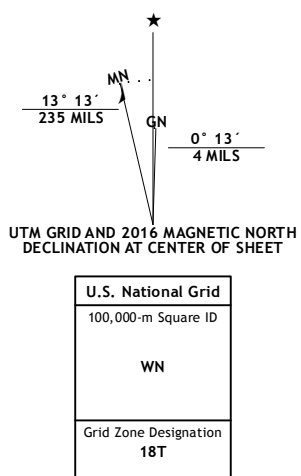 MN
GN
13° 13´
235 MILS
0° 13´
4 MILS
UTM GRID AND 2016 MAGNETIC NORTH
DECLINATION AT CENTER OF SHEET
U.S. National Grid
100,000-m Square ID
WN
Grid Zone Designation
18T